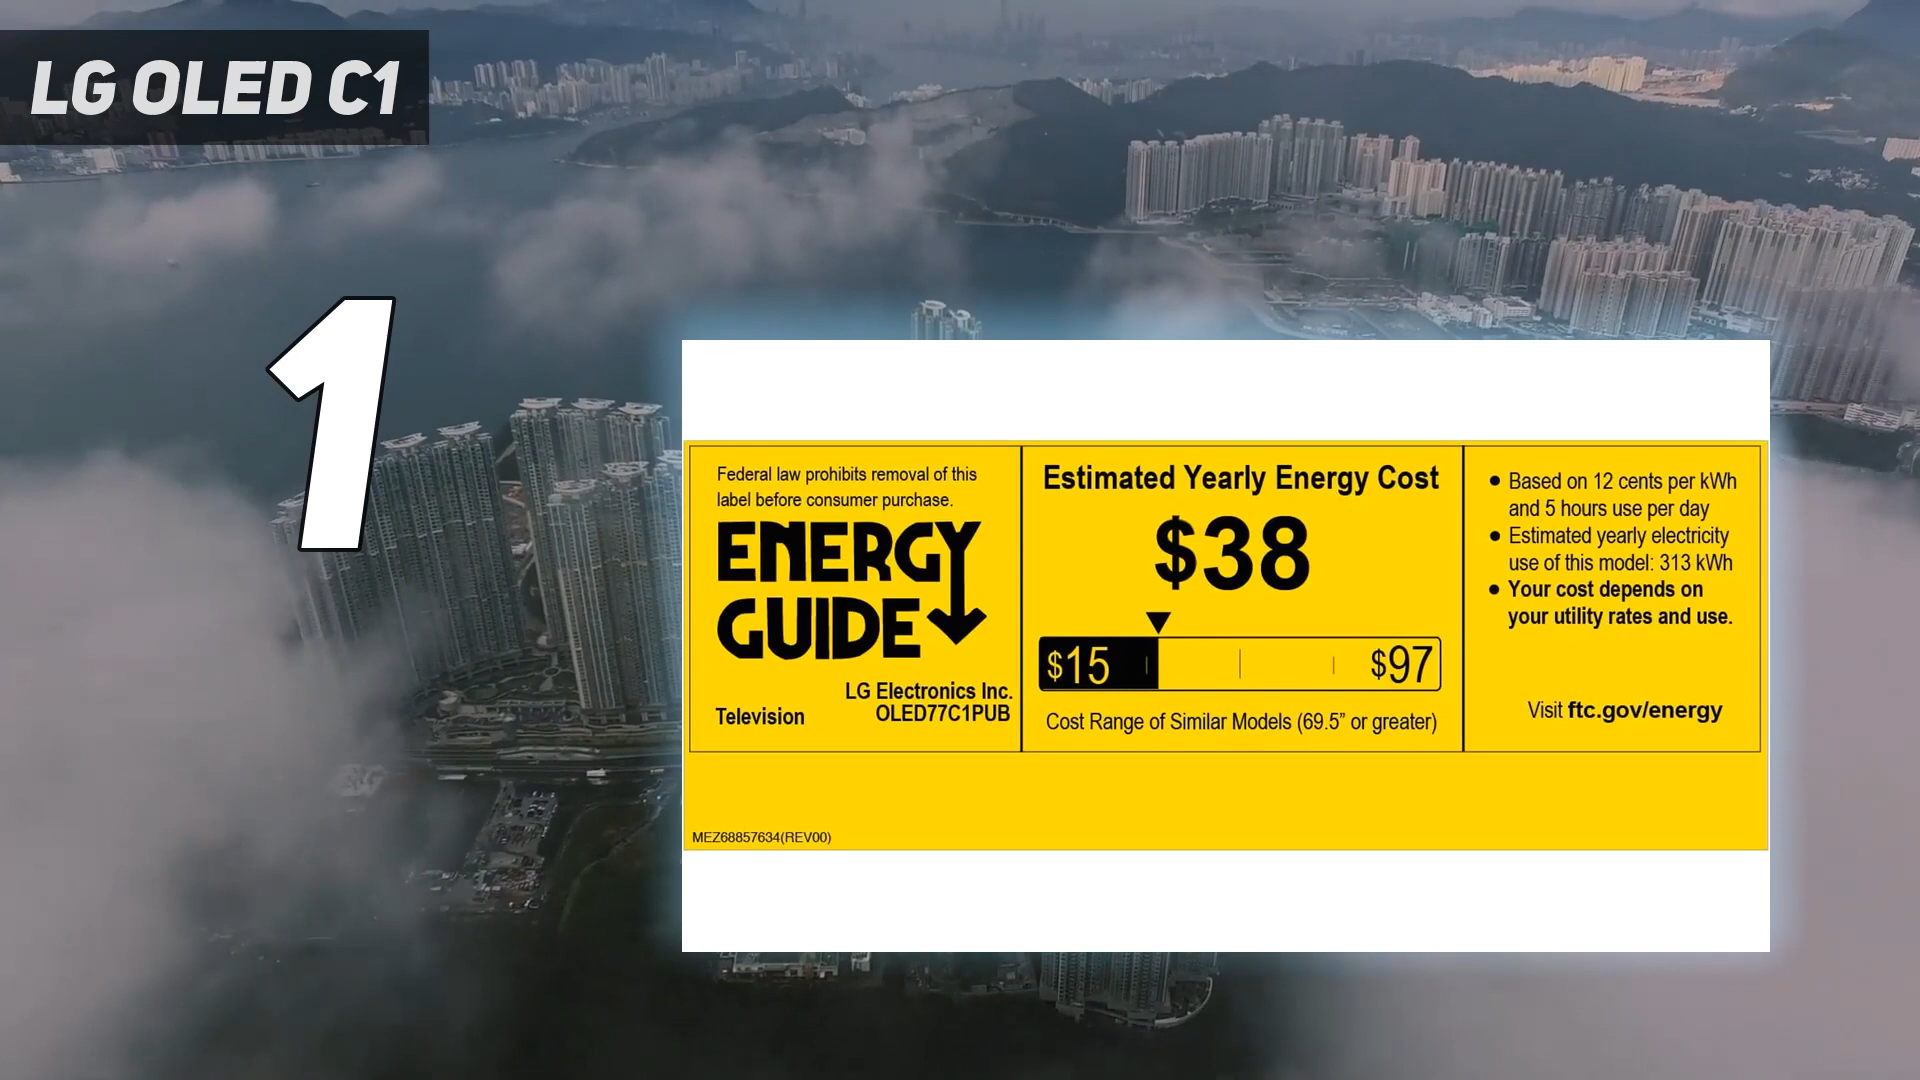 LG OLED C1
1
Federal law prohibits removal of this
label before consumer purchase.
ENERGY
GUIDE
LG Electronics Inc.
Television
OLED77C1PUB
Estimated Yearly Energy Cost
$38
$15
$97
Cost Range of Similar Models (69.5” or greater)
• Based on 12 cents per kWh
and 5 hours use per day
• Estimated yearly electricity
use of this model: 313 kWh
• Your cost depends on
your utility rates and use.
Visit ftc.gov/energy
MEZ68857634(REV00)